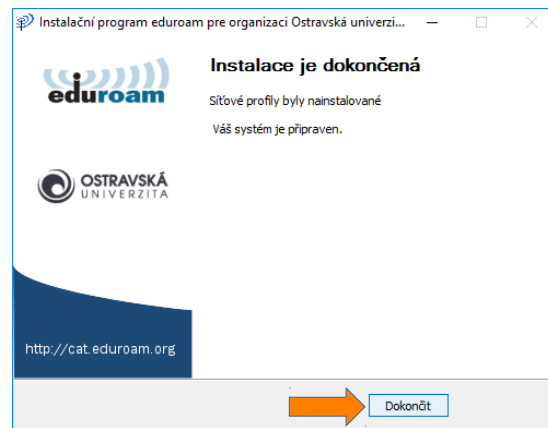 Instalační program eduroam pre organizaci Ostravská univerzi...
eduroam
Instalace je dokončená
Síťové profily byly nainstalované
Váš systém je připraven.
OSTRAVSKÁ
UNIVERZITA
http://cat.eduroam.org
Dokončit